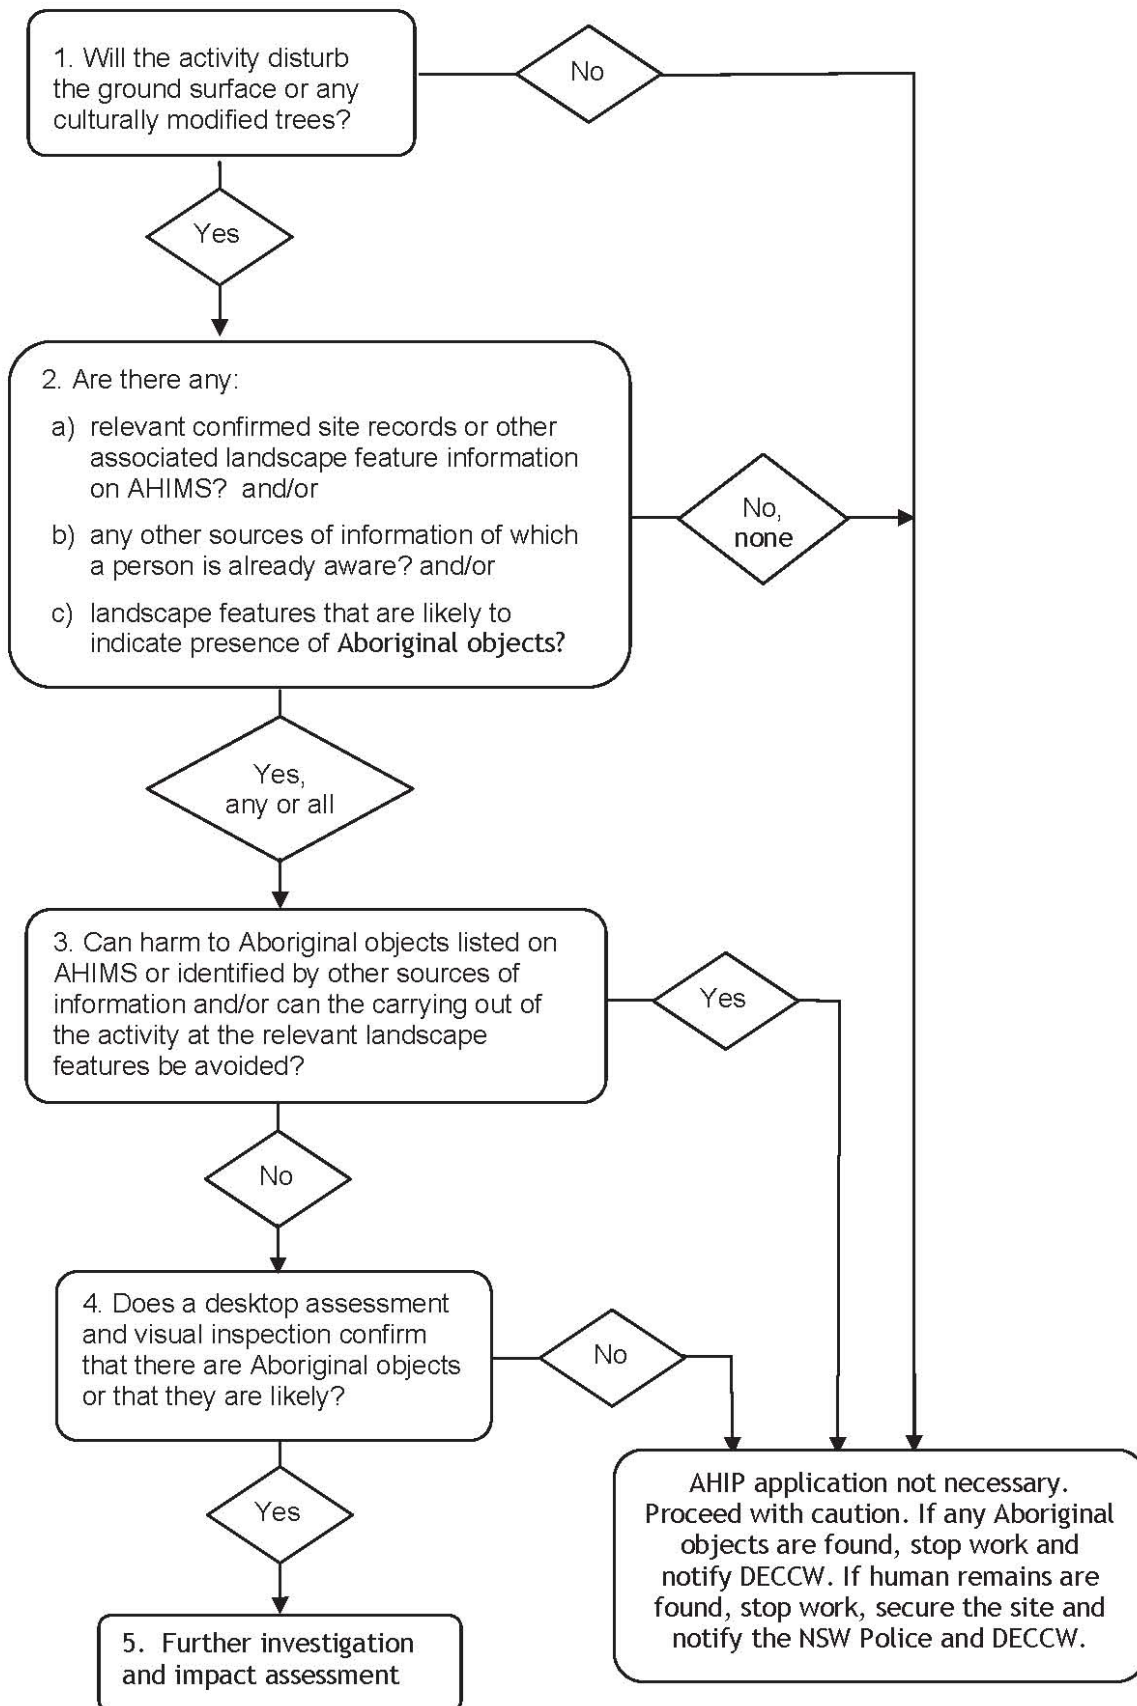 1. Will the activity disturb
the ground surface or any
culturally modified trees?
No
Yes
2. Are there any:
a) relevant confirmed site records or other
associated landscape feature information
on AHIMS? and/or
b) any other sources of information of which
a person is already aware? and/or
c) landscape features that are likely to
indicate presence of Aboriginal objects?
No,
none
Yes,
any or all
3. Can harm to Aboriginal objects listed on
AHIMS or identified by other sources of
information and/or can the carrying out of
the activity at the relevant landscape
features be avoided?
Yes
No
4. Does a desktop assessment
and visual inspection confirm
that there are Aboriginal objects
or that they are likely?
No
Yes
AHIP application not necessary.
Proceed with caution. If any Aboriginal
objects are found, stop work and
notify DECCW. If human remains are
found, stop work, secure the site and
notify the NSW Police and DECCW.
5. Further investigation
and impact assessment